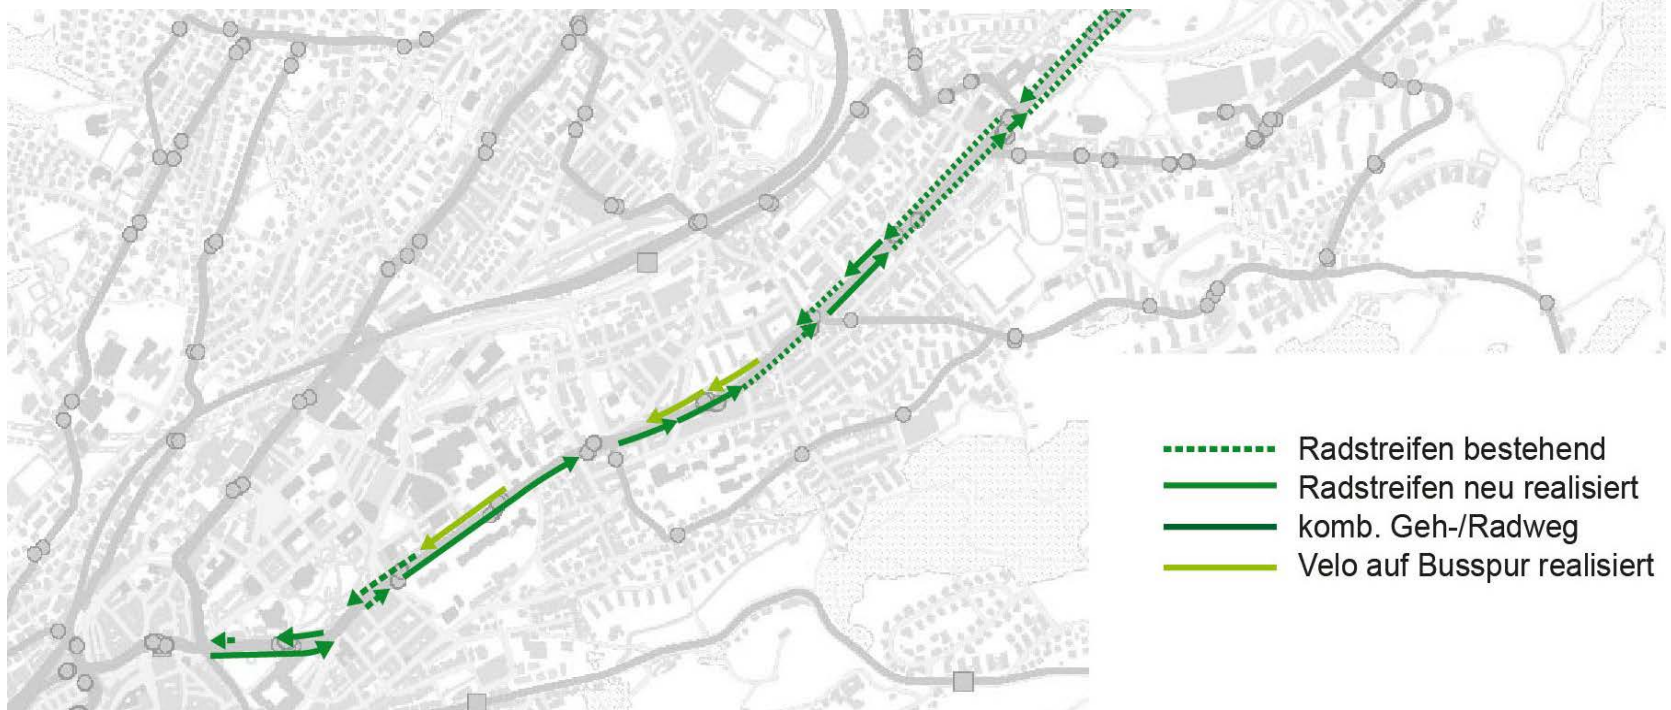 Radstreifen bestehend
Radstreifen neu realisiert
komb. Geh-/Radweg
Velo auf Busspur realisiert